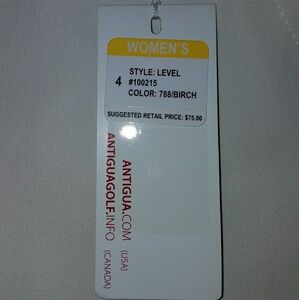 WOMEN'S
4
STYLE: LEVEL
#100215
COLOR: 788/BIRCH
SUGGESTED RETAIL PRICE: $75.00
ANTIGUA.COM (USA)
ANTIGUAGOLF.INFO (CANADA)